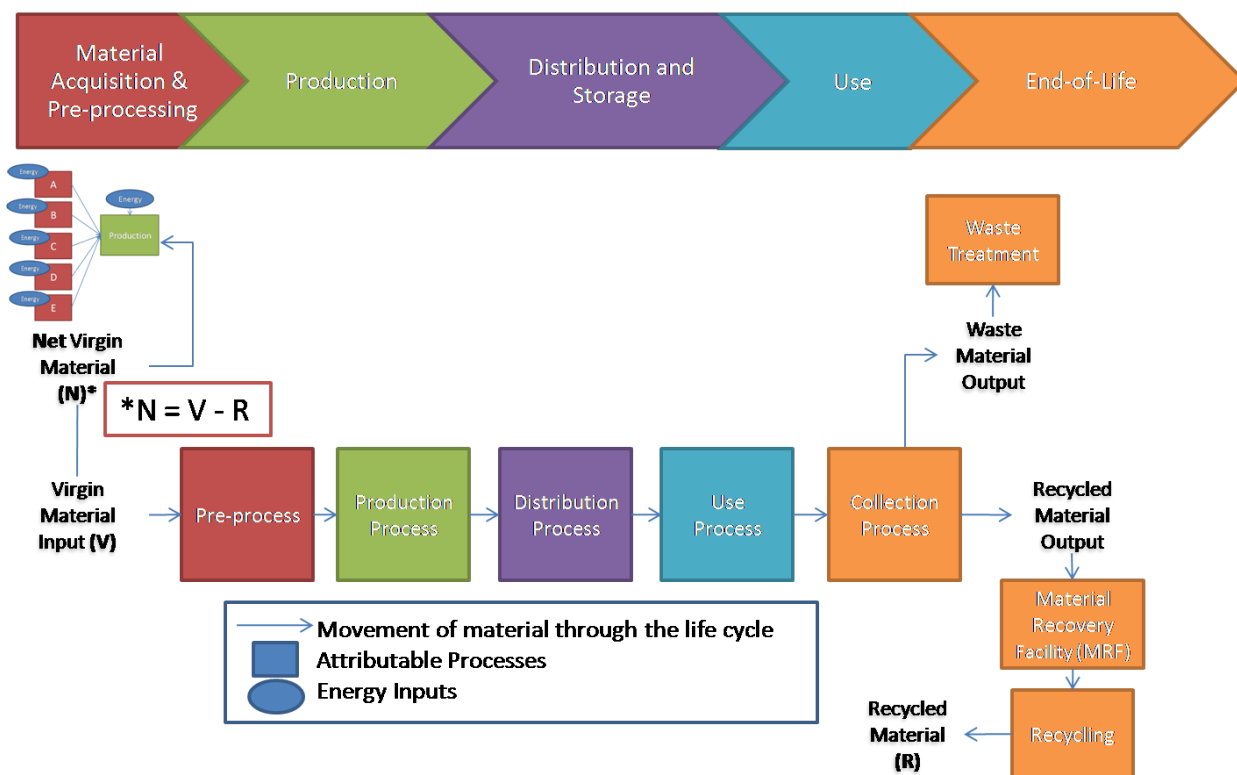 Material
Acquisition &
Pre-processing
Production
Distribution and
Storage
Use
End-of-Life
Energy
A
Energy
B
Energy
C
Energy
D
Energy
E
Energy
Production
Net Virgin
Material
(N)*
*N = V - R
Waste
Treatment
Waste
Material
Output
Virgin
Material
Input (V)
Pre-process
Production
Process
Distribution
Process
Use
Process
Collection
Process
Recycled
Material
Output
Material
Recovery
Facility (MRF)
Recycling
Recycled
Material
(R)
Movement of material through the life cycle
Attributable Processes
Energy Inputs